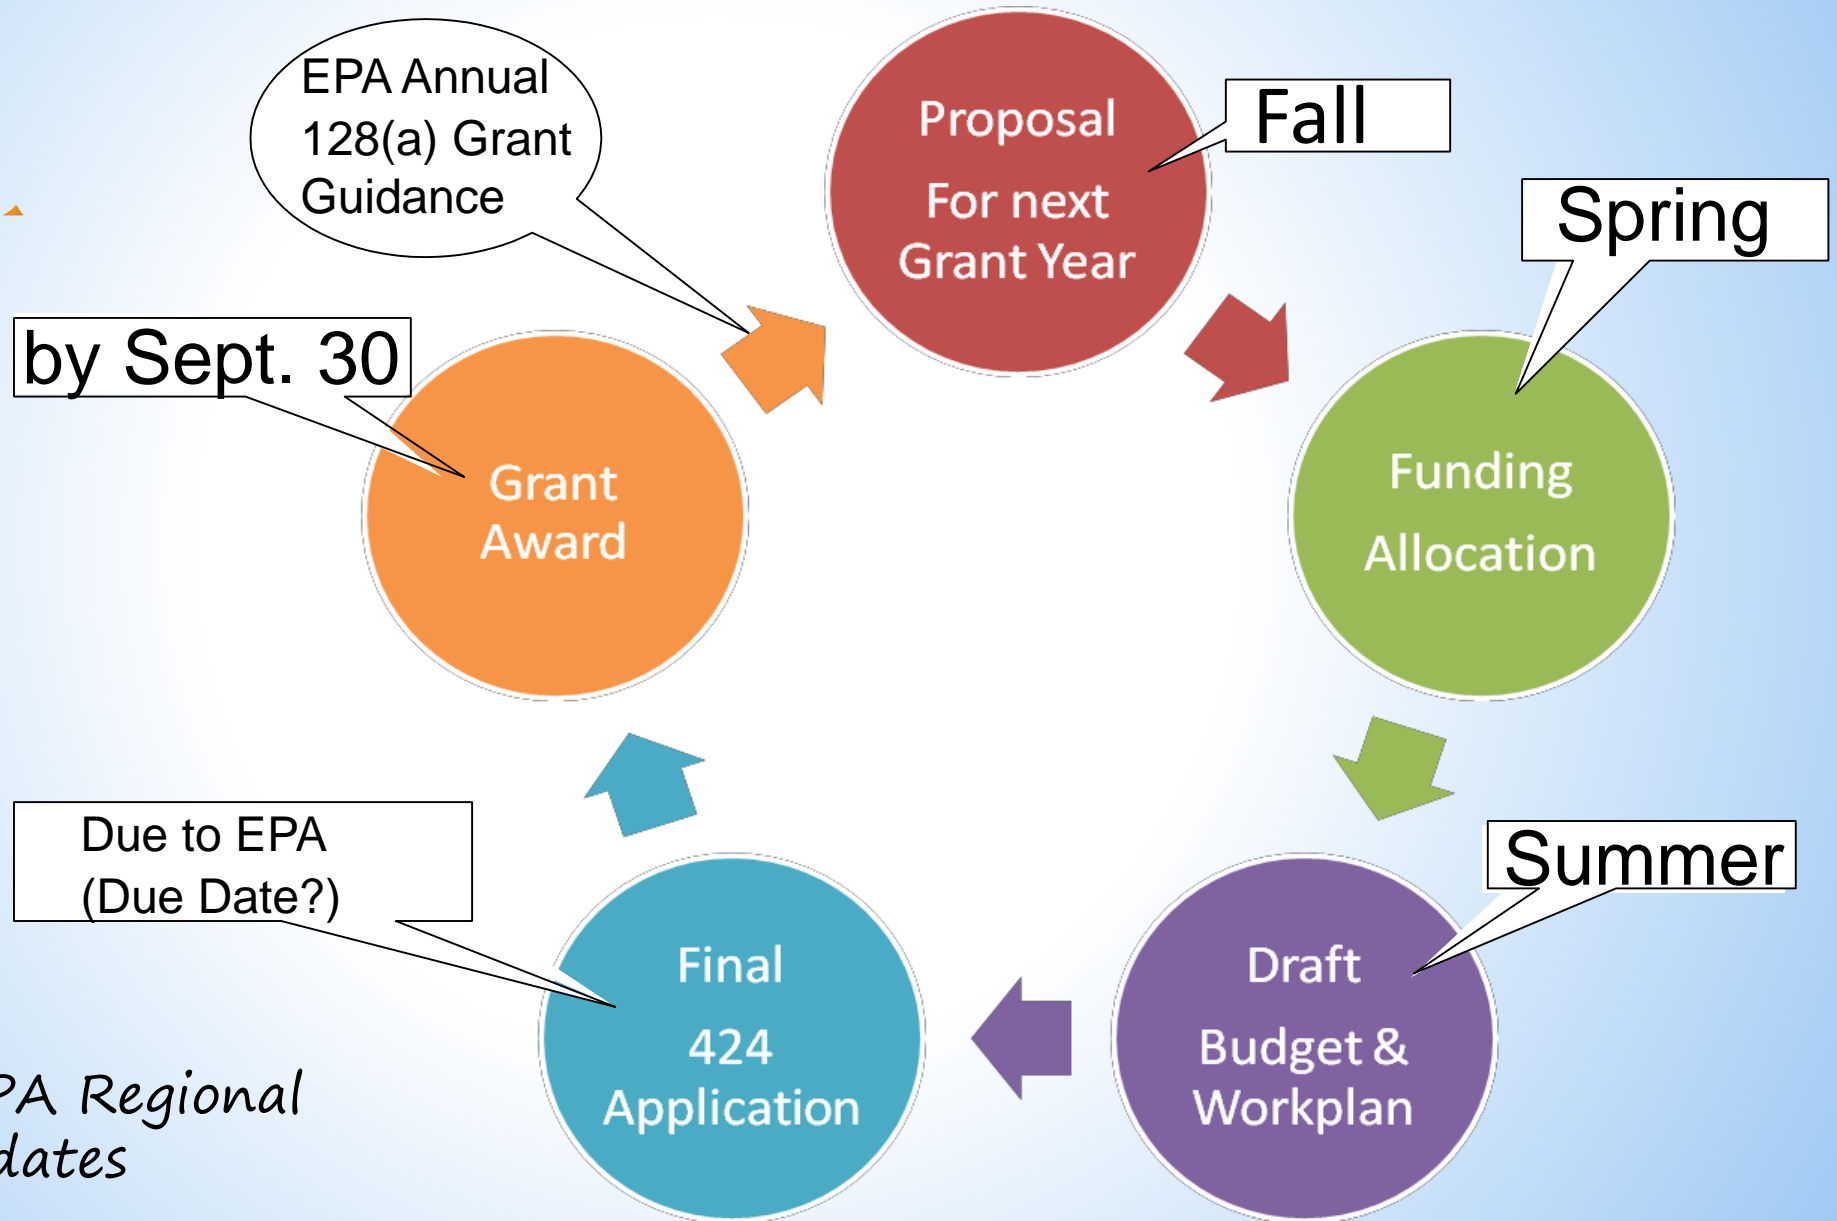 EPA Annual
128(a) Grant
Guidance
Proposal
For next
Grant Year
Fall
Spring
by Sept. 30
Grant
Award
Funding
Allocation
Due to EPA
(Due Date?)
Summer
Final
424
Application
Draft
Budget &
Workplan
PA Regional
dates